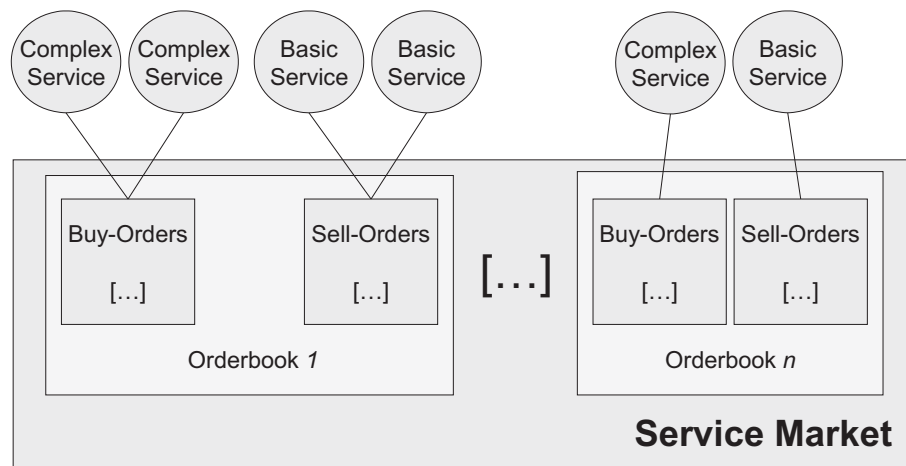 Complex
Service
Complex
Service
Basic
Service
Basic
Service
Complex
Service
Basic
Service
Buy-Orders
[…]
Sell-Orders
[…]
Orderbook 1
[…]
Buy-Orders
[…]
Sell-Orders
[…]
Orderbook n
Service Market